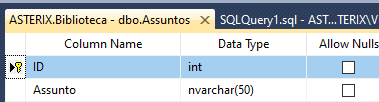 ASTERIX.Biblioteca - dbo.Assuntos SQLQuery1.sql - AST...TERIX\V
Column Name Data Type Allow Nulls
ID int
Assunto nvarchar(50)